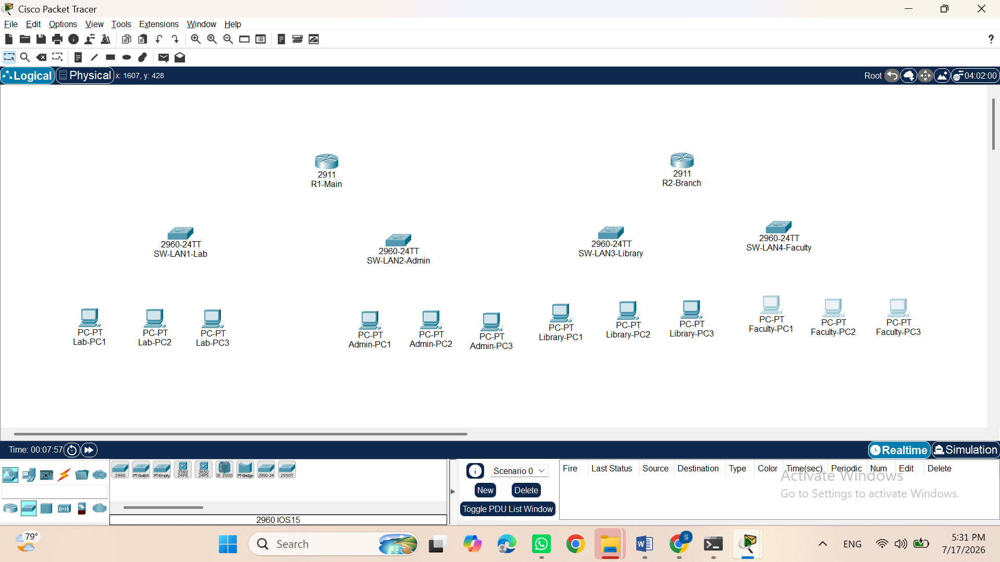 Cisco Packet Tracer
File Edit Options View Tools Extensions Window Help
?
Logical Physical x: 1607, y: 428 Root 04:02:00
2911
R1-Main
2911
R2-Branch
2960-24TT
SW-LAN1-Lab
2960-24TT
SW-LAN2-Admin
2960-24TT
SW-LAN3-Library
2960-24TT
SW-LAN4-Faculty
PC-PT
Lab-PC1
PC-PT
Lab-PC2
PC-PT
Lab-PC3
PC-PT
Admin-PC1
PC-PT
Admin-PC2
PC-PT
Admin-PC3
PC-PT
Library-PC1
PC-PT
Library-PC2
PC-PT
Library-PC3
PC-PT
Faculty-PC1
PC-PT
Faculty-PC2
PC-PT
Faculty-PC3
Time: 00:07:57 Realtime Simulation
2960 PT-Switch PT-Empty 3560 24PS 3650 24PS IE 2000 PT-Bridge 2950-24 2950T
2960 IOS15
Scenario 0
New Delete
Toggle PDU List Window
Fire Last Status Source Destination Type Color Time(sec) Periodic Num Edit Delete
Activate Windows
Go to Settings to activate Windows.
79°
Search
S
ENG
5:31 PM
7/17/2026